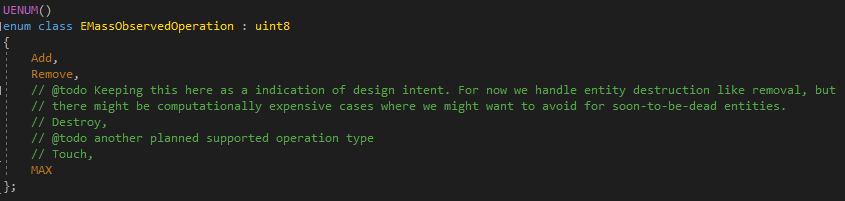 UENUM()
enum class EMassObservedOperation : uint8
{
Add,
Remove,
// @todo Keeping this here as a indication of design intent. For now we handle entity destruction like removal, but
// there might be computationally expensive cases where we might want to avoid for soon-to-be-dead entities.
// Destroy,
// @todo another planned supported operation type
// Touch,
MAX
};